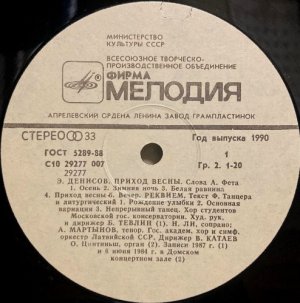 МИНИСТЕРСТВО
КУЛЬТУРЫ СССР
ВСЕСОЮЗНОЕ ТВОРЧЕСКО-
ПРОИЗВОДСТВЕННОЕ ОБЪЕДИНЕНИЕ
ФИРМА
МЕЛОДИЯ
АПРЕЛЕВСКИЙ ОРДЕНА ЛЕНИНА ЗАВОД ГРАМПЛАСТИНОК
СТЕРЕО 33
Год выпуска 1990
ГОСТ 5289-88
1
С10 29277 007
Гр. 2. 1-20
29277
Э. ДЕНИСОВ. ПРИХОД ВЕСНЫ. Слова А. Фета.
1. Осень 2. Зимняя ночь 3. Белая равнина
4. Приход весны 5. Вечер. РЕКВИЕМ. Текст Ф. Танцера
и литургический 1. Рождение улыбки 2. Основная
вариация 3. Непрерывный танец. Хор студентов
Московской гос. консерватории. Худ. рук.
и дирижер Б. ТЕВЛИН (1). Н. ЛИ, сопрано;
А. МАРТЫНОВ, тенор. Гос. академ. хор и симф.
оркестр Латвийской ССР. Дирижер В. КАТАЕВ
О. Цинтиньш, орган (2). Записи 1987 г. (1)
и 6 июня 1984 г. в Домском
концертном зале (2)